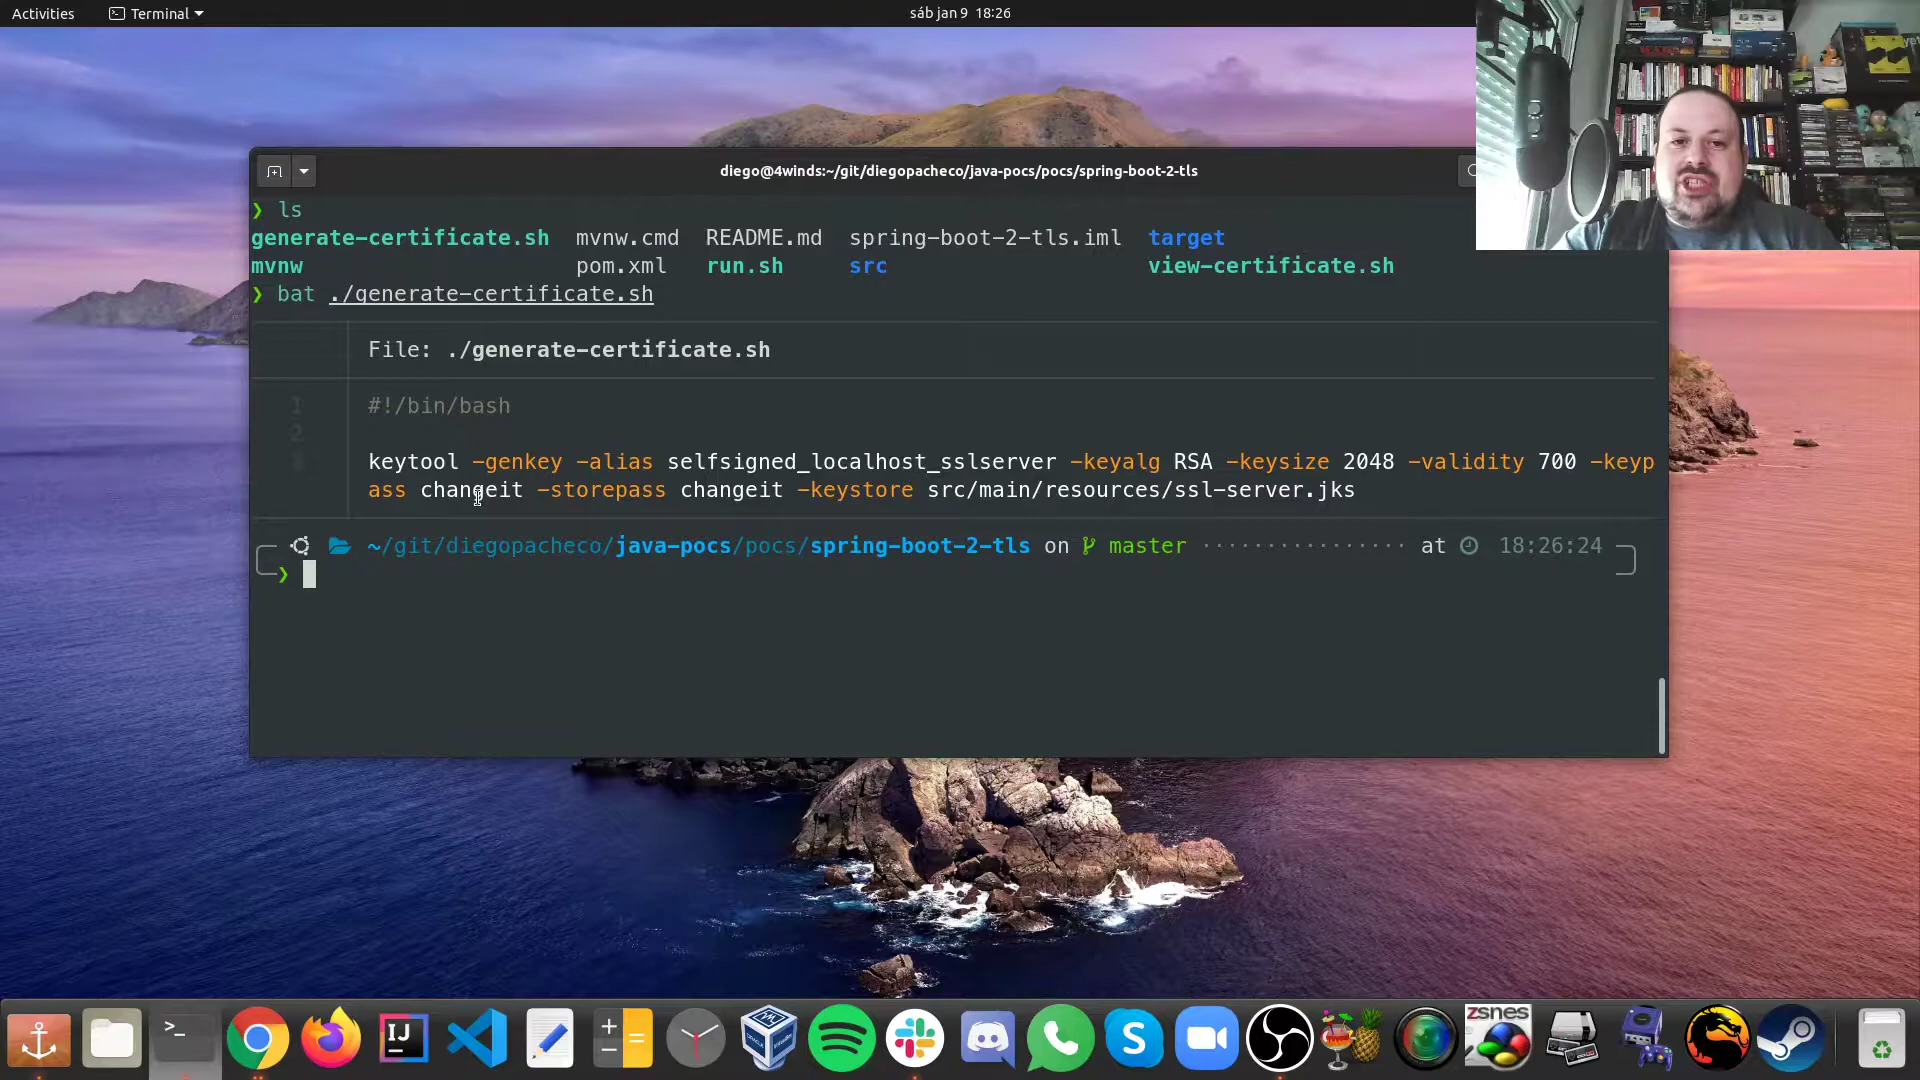 Activities
Terminal
sáb jan 9 18:26
diego@4winds:~/git/diegopacheco/java-pocs/pocs/spring-boot-2-tls
❯ ls
generate-certificate.sh mvnw.cmd README.md spring-boot-2-tls.iml target
mvnw pom.xml run.sh src view-certificate.sh
❯ bat ./generate-certificate.sh
File: ./generate-certificate.sh
1 #!/bin/bash
2
3 keytool -genkey -alias selfsigned_localhost_sslserver -keyalg RSA -keysize 2048 -validity 700 -keyp
ass changeit -storepass changeit -keystore src/main/resources/ssl-server.jks
~/git/diegopacheco/java-pocs/pocs/spring-boot-2-tls on master ················ at 18:26:24
❯
>_
IJ
zsnes